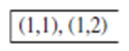 (1,1), (1,2)